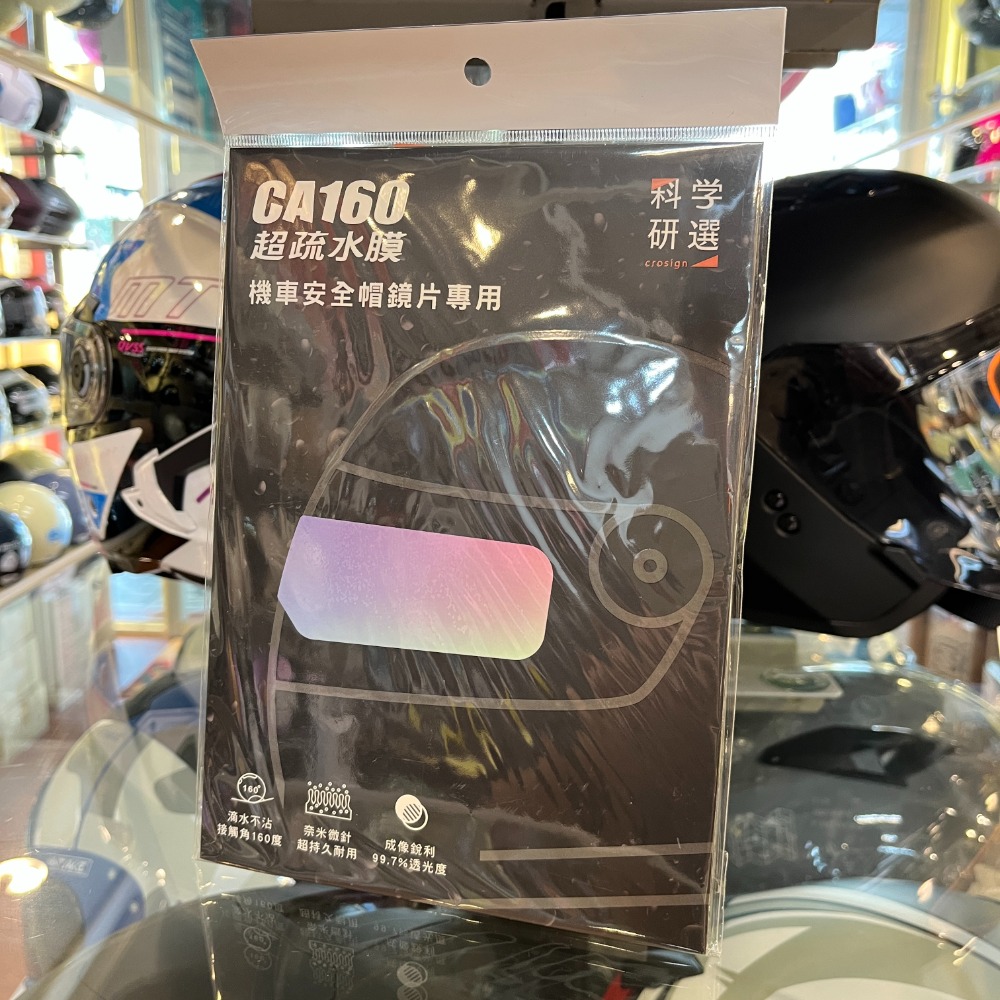 CA160
超疏水膜
機車安全帽鏡片專用
科学
研選
crosign
160°
滴水不沾
接觸角160度
奈米微針
超持久耐用
成像銳利
99.7%透光度
MT